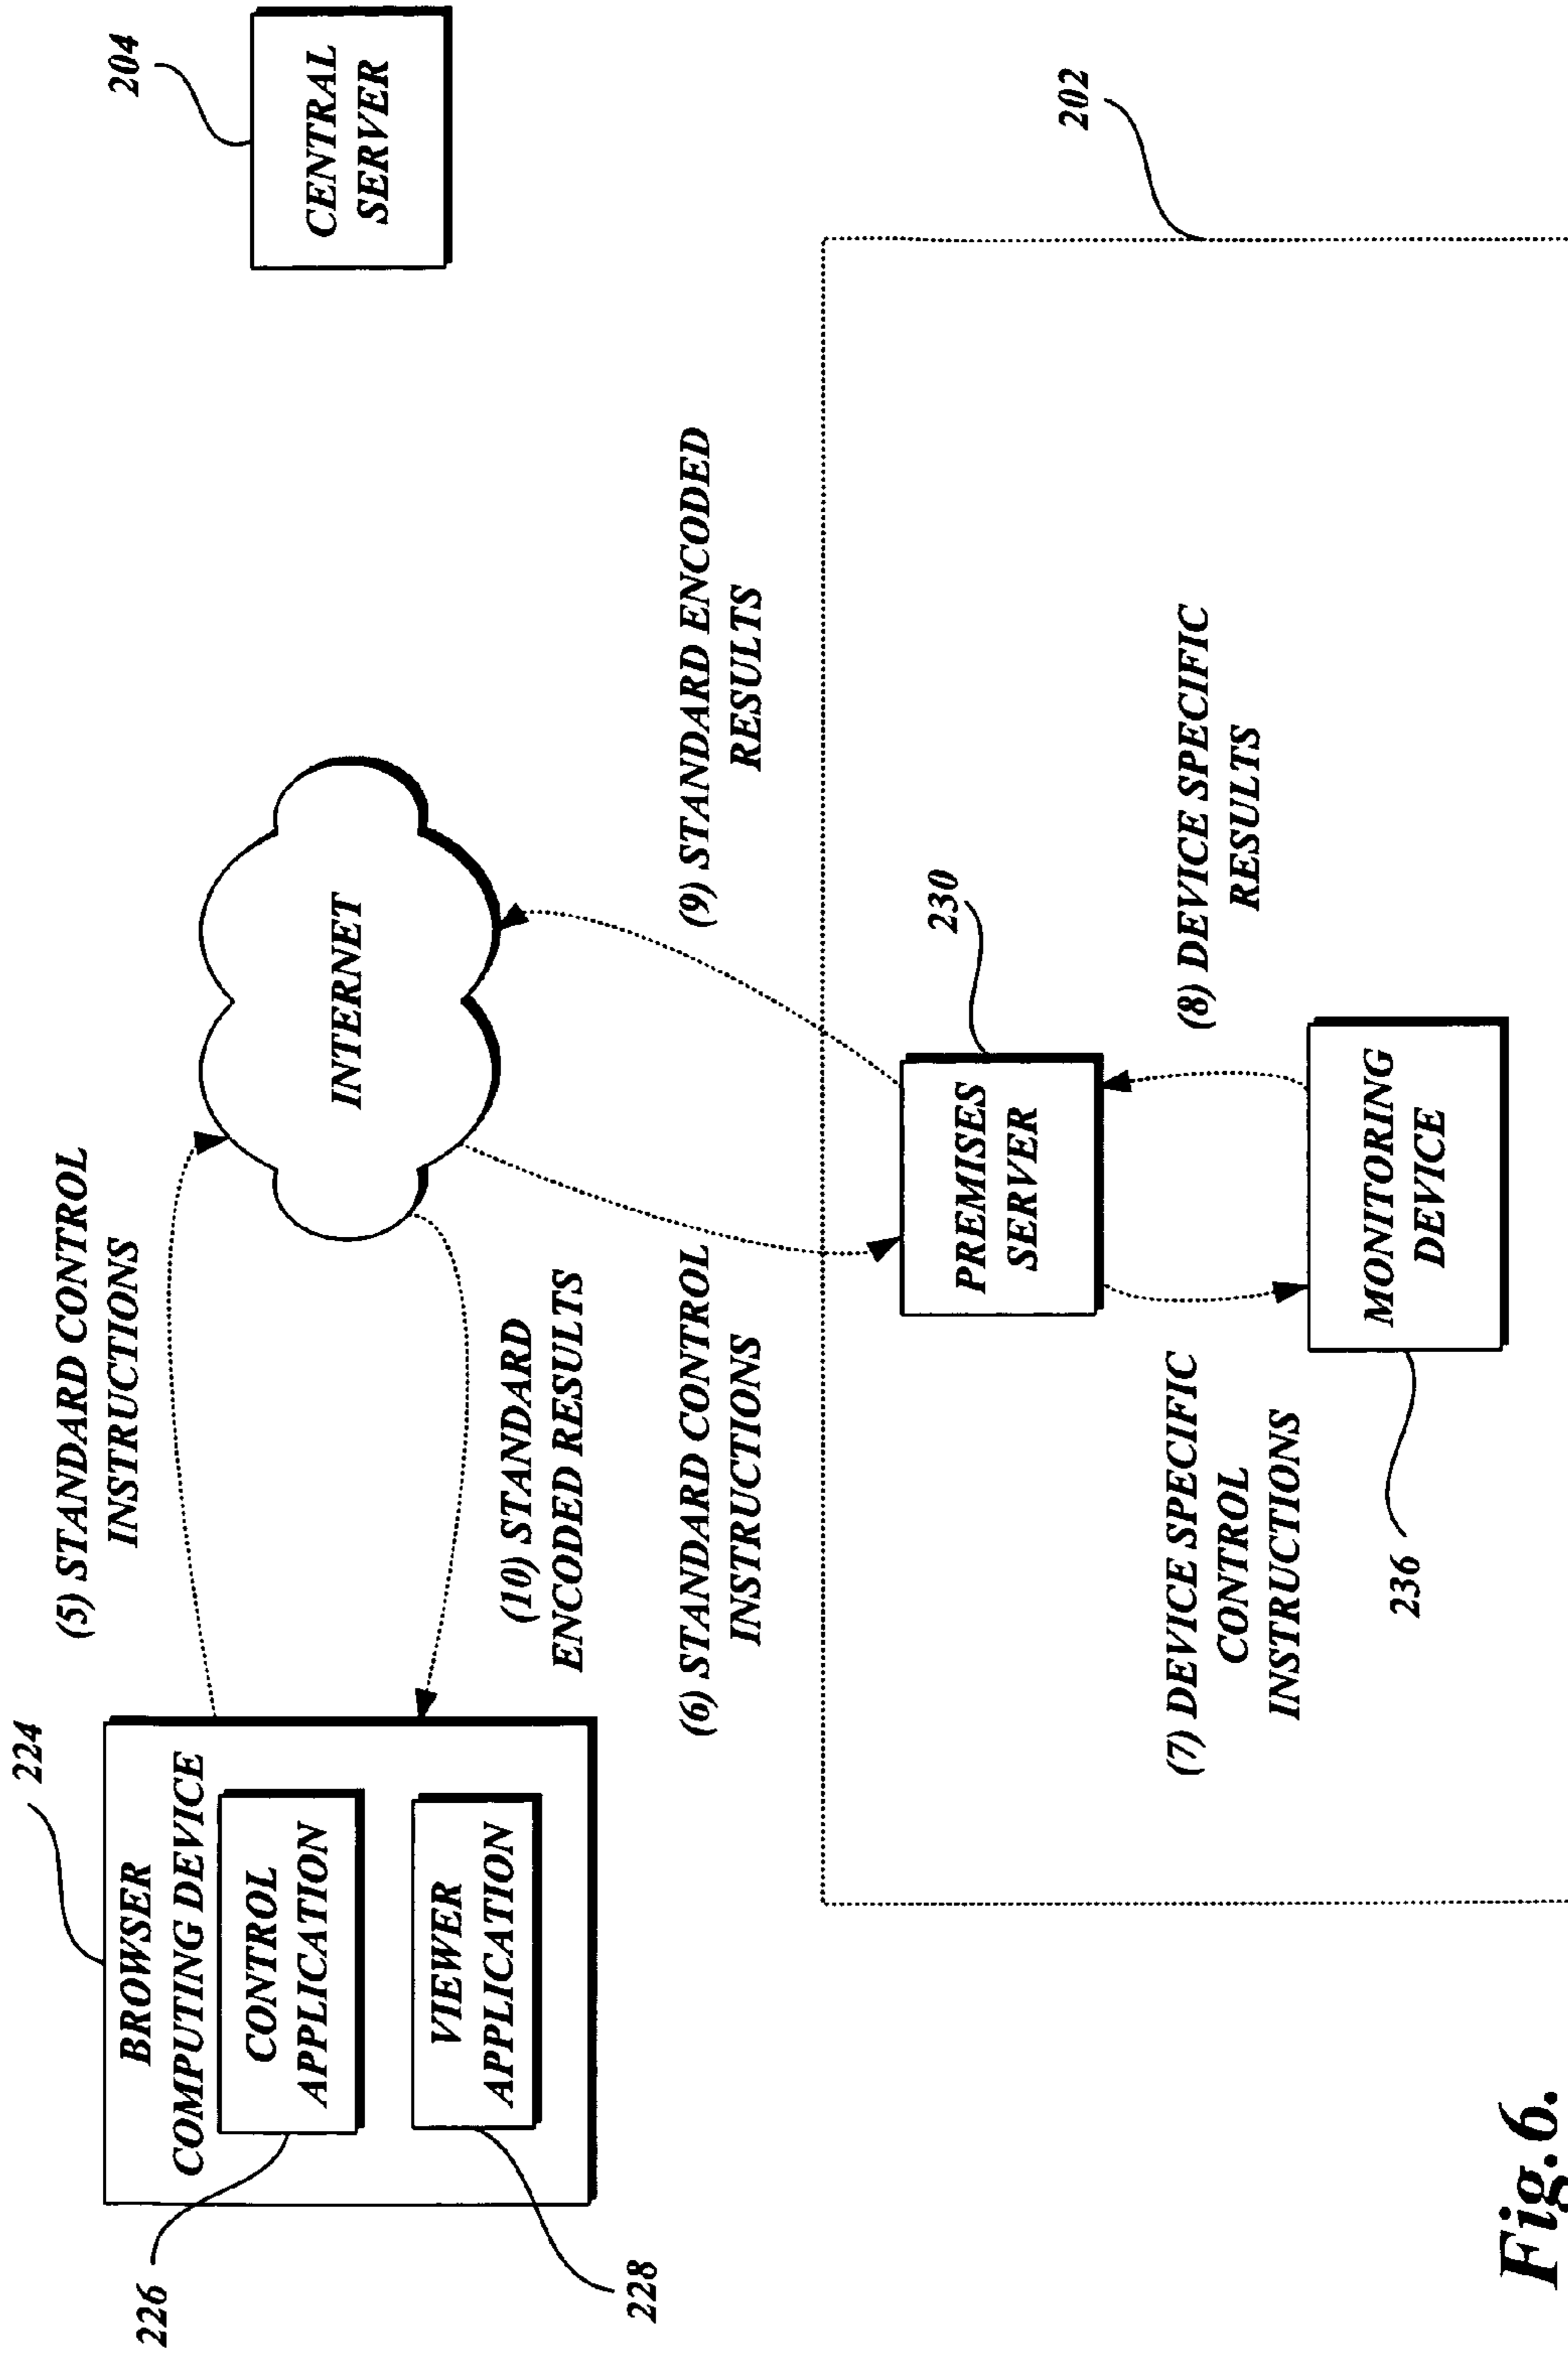 224
BROWSER
COMPUTING DEVICE
CONTROL
APPLICATION
VIEWER
APPLICATION
226
228
(5) STANDARD CONTROL
INSTRUCTIONS
(10) STANDARD
ENCODED RESULTS
INTERNET
204
CENTRAL
SERVER
(6) STANDARD CONTROL
INSTRUCTIONS
(9) STANDARD ENCODED
RESULTS
202
230
PREMISES
SERVER
(7) DEVICE SPECIFIC
CONTROL
INSTRUCTIONS
(8) DEVICE SPECIFIC
RESULTS
MONITORING
DEVICE
236
Fig.6.